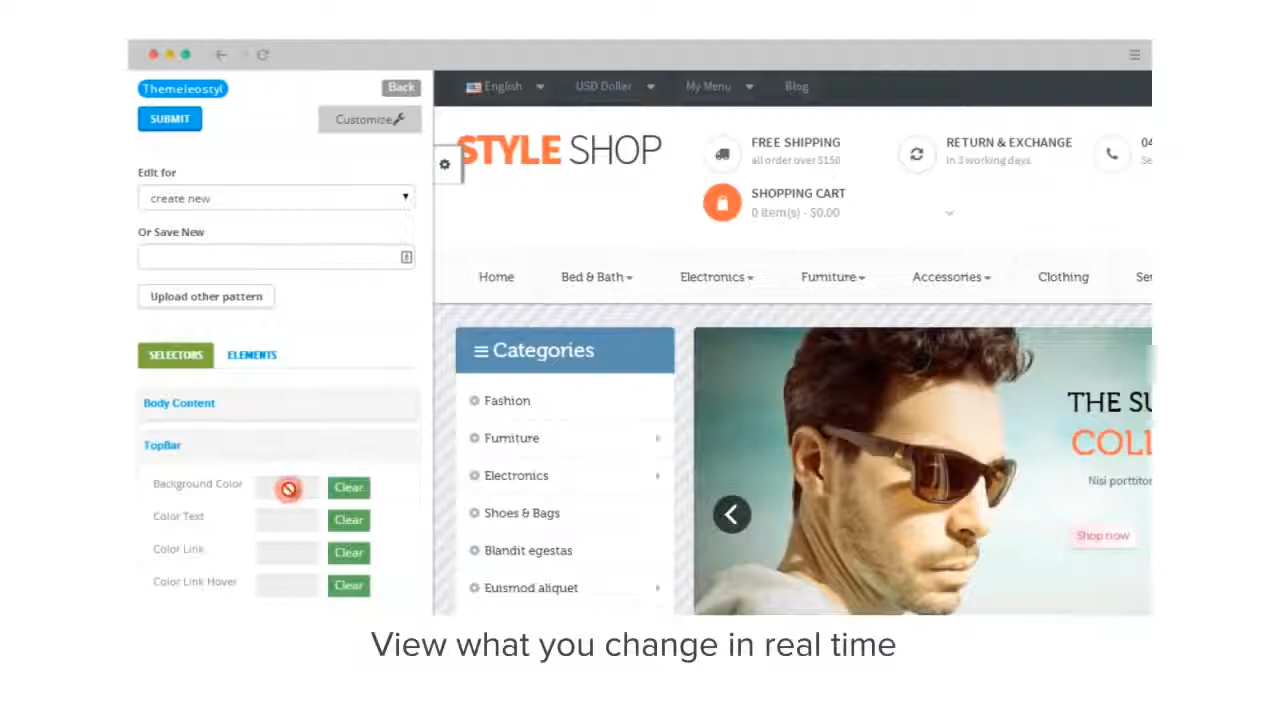 Themeleostyl
Back
SUBMIT
Customize
Edit for
create new
Or Save New
Upload other pattern
SELECTORS ELEMENTS
Body Content
TopBar
Background Color Clear
Color Text Clear
Color Link Clear
Color Link Hover Clear
English USD Dollar My Menu Blog
STYLE SHOP
FREE SHIPPING
all order over $150
RETURN & EXCHANGE
in 3 working days
04
Se
SHOPPING CART
0 Item(s) - $0.00
Home Bed & Bath Electronics Furniture Accessories Clothing Se
Categories
Fashion
Furniture
Electronics
Shoes & Bags
Blandit egestas
Euismod aliquet
THE SU
COLL
Nisi porttitor
Shop now
View what you change in real time